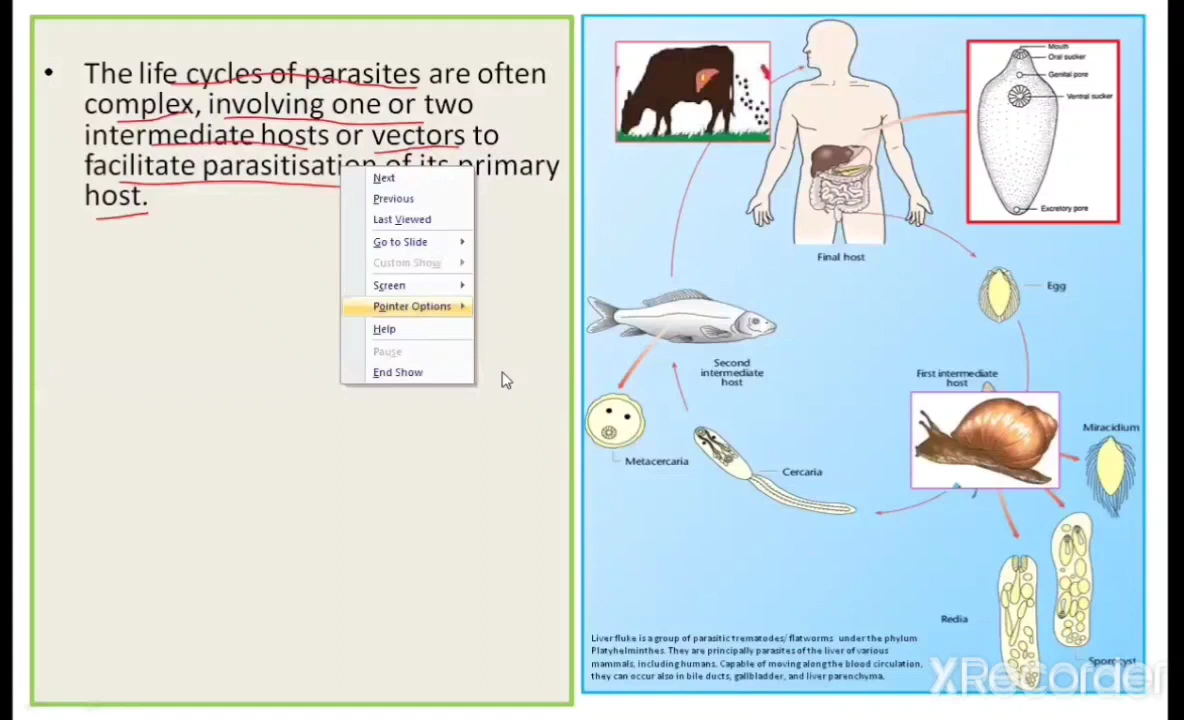 • The life cycles of parasites are often
complex, involving one or two
intermediate hosts or vectors to
facilitate parasitisation of its primary
host.
Next
Previous
Last Viewed
Go to Slide
Custom Show
Screen
Pointer Options
Help
Pause
End Show
Mouth
Oral sucker
Genital pore
Ventral sucker
Excretory pore
Final host
Egg
Second
intermediate
host
First intermediate
host
Miracidium
Metacercaria
Cercaria
Redia
Sporocyst
Liver fluke is a group of parasitic trematodes/ flatworms under the phylum
Platyhelminthes. They are principally parasites of the liver of various
mammals, including humans. Capable of moving along the blood circulation,
they can occur also in bile ducts, gallbladder, and liver parenchyma.
XRecorder